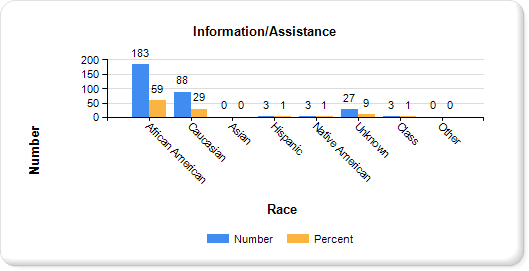 Information/Assistance
Number
200
150
100
50
0
183 59 88 29 0 0 3 1 3 1 27 9 3 1 0 0
African American
Caucasian
Asian
Hispanic
Native American
Unknown
Class
Other
Race
Number Percent